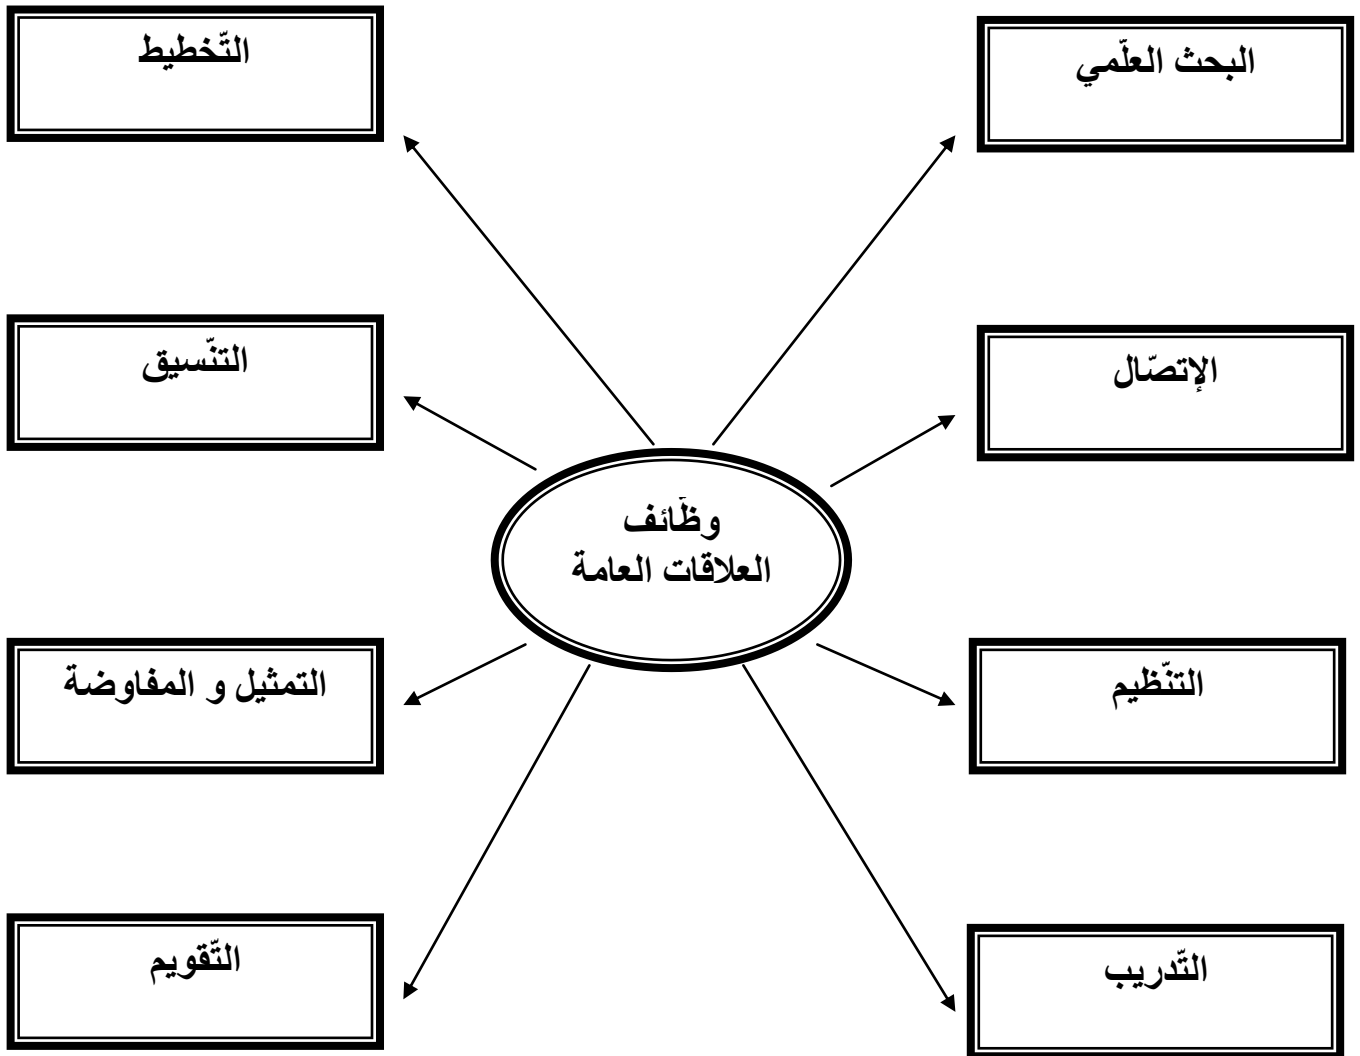 البحث العلّمي
التّخطيط
الإتصّال
التنّسيق
وظّائف
العلاقات العامة
التنّظيم
التمثيل و المفاوضة
التّدريب
التّقويم